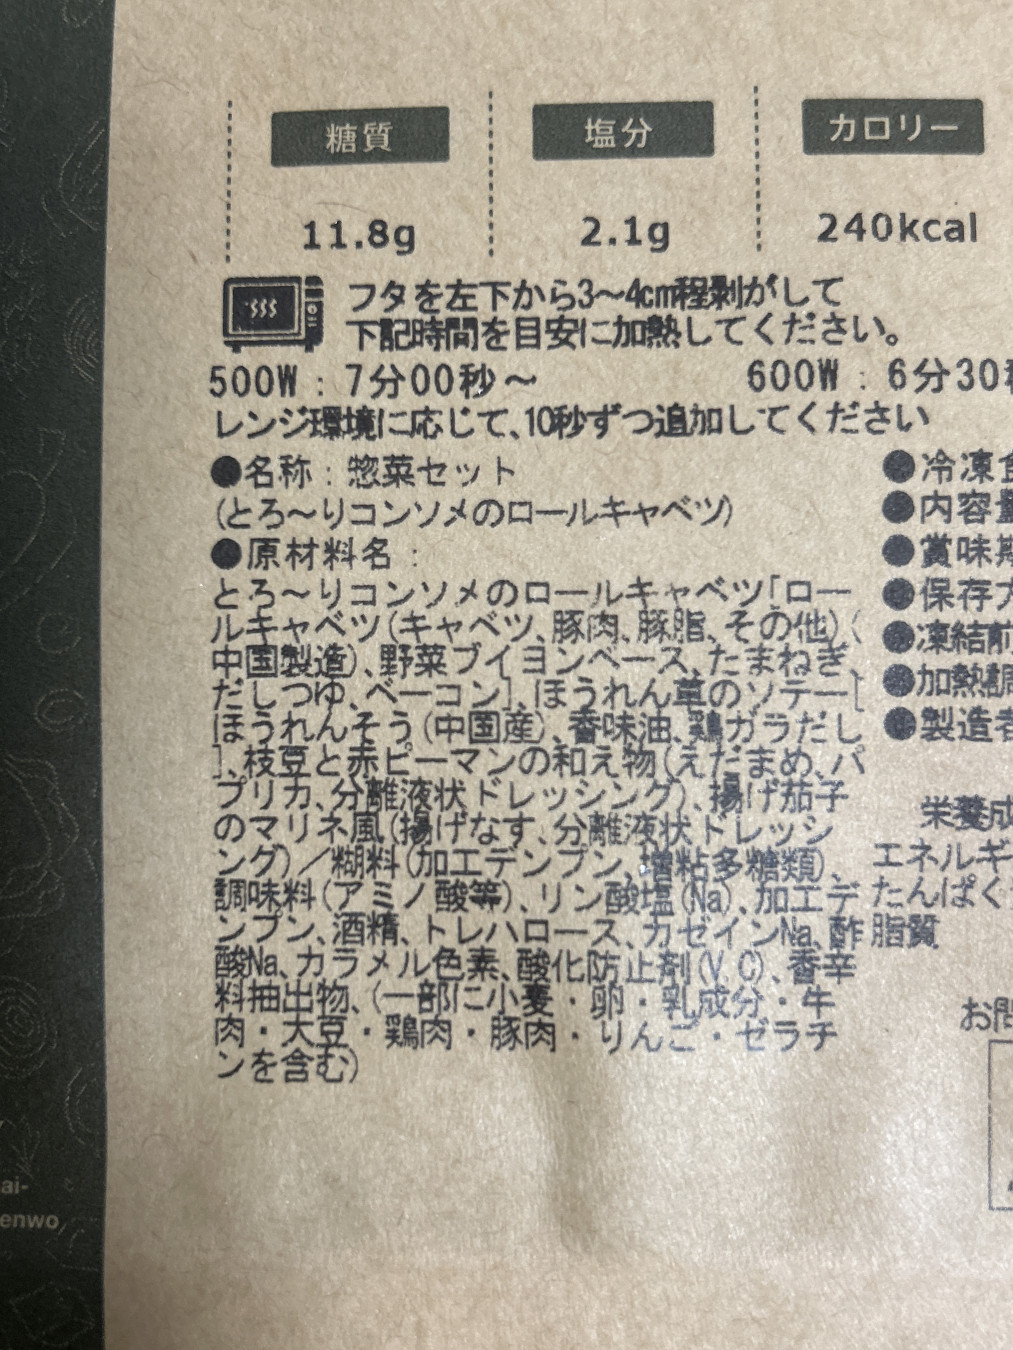 糖質
塩分
カロリー
11.8g
2.1g
240kcal
フタを左下から3～4cm程剥がして
下記時間を目安に加熱してください。
500W：7分00秒～
600W：6分30秒
レンジ環境に応じて、10秒ずつ追加してください
●名称：惣菜セット
(とろ～りコンソメのロールキャベツ)
●原材料名：
とろ～りコンソメのロールキャベツ[ロー
ルキャベツ(キャベツ、豚肉、豚脂、その他)(
中国製造)、野菜ブイヨンベース、たまねぎ、
だしつゆ、ベーコン]、ほうれん草のソテー[
ほうれんそう(中国産)、香味油、鶏ガラだし
]、枝豆と赤ピーマンの和え物(えだまめ、パ
プリカ、分離液状ドレッシング)、揚げ茄子
のマリネ風(揚げなす、分離液状ドレッシ
ング)／糊料(加工デンプン、増粘多糖類)、
調味料(アミノ酸等)、リン酸塩(Na)、加工デ
ンプン、酒精、トレハロース、カゼインNa、酢
酸Na、カラメル色素、酸化防止剤(V.C)、香辛
料抽出物、(一部に小麦・卵・乳成分・牛
肉・大豆・鶏肉・豚肉・りんご・ゼラチ
ンを含む)
●冷凍食
●内容量
●賞味期
●保存方
●凍結前
●加熱調
●製造者
栄養成
エネルギ
たんぱく
脂質
お問
ai-
enwo